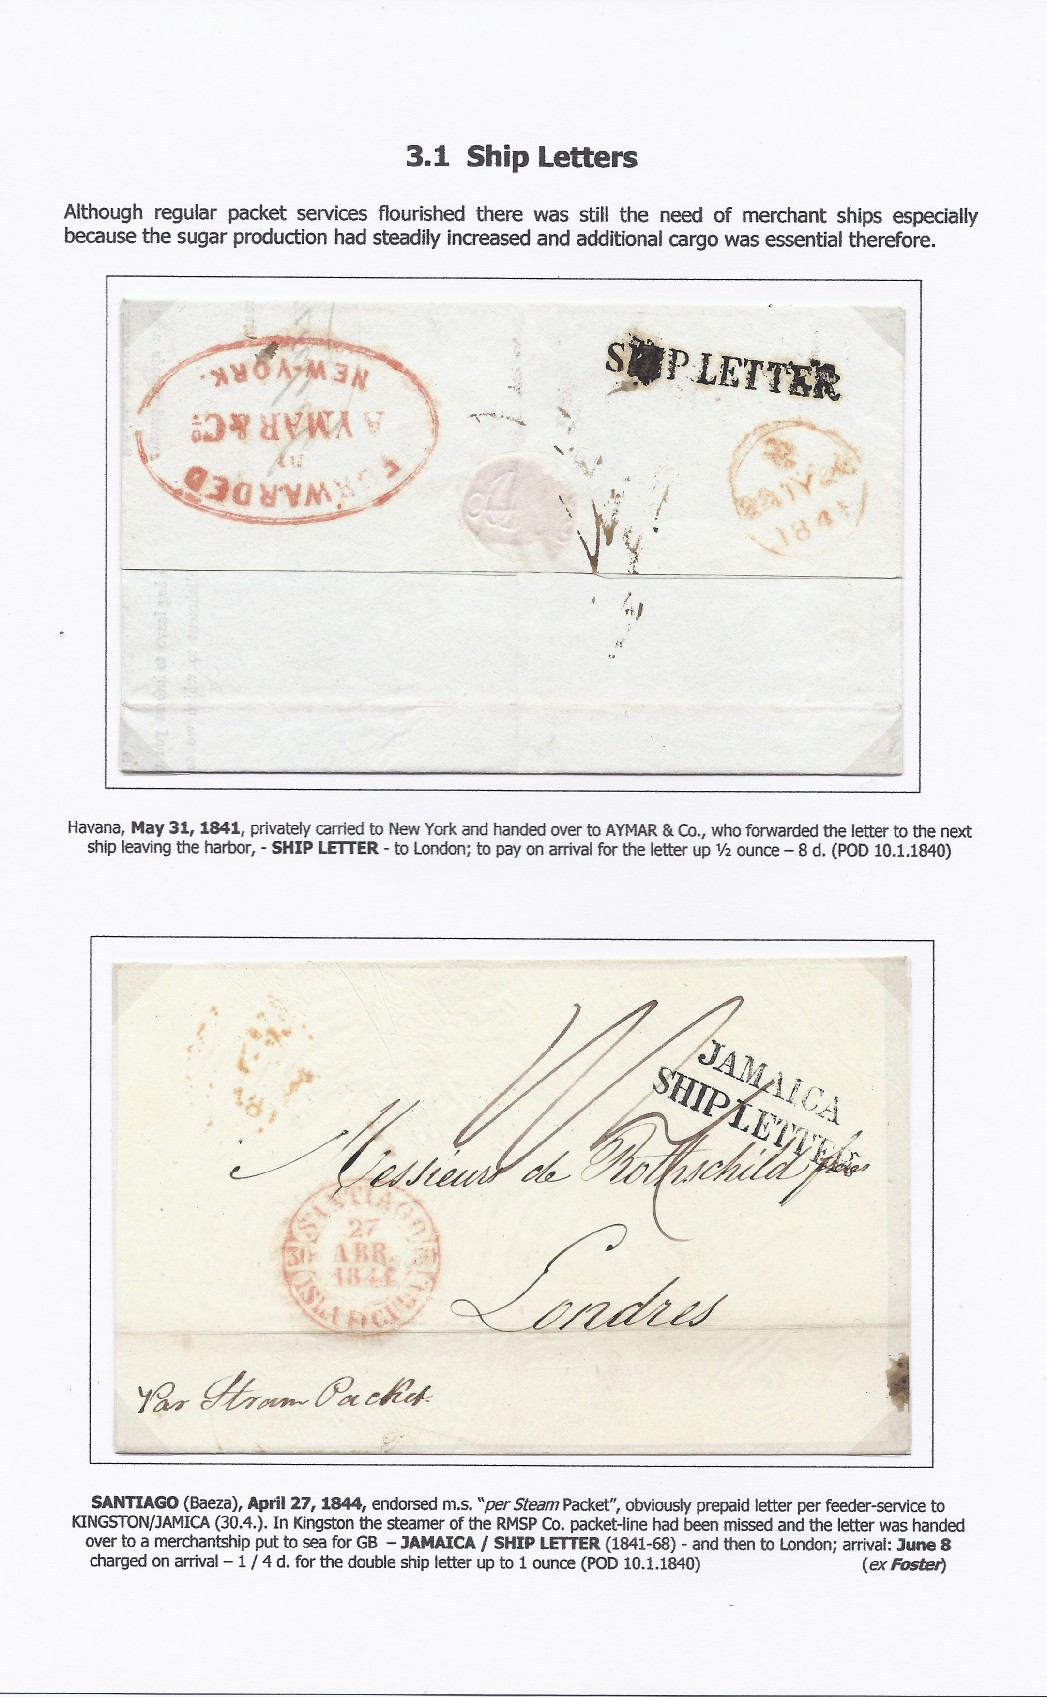 3.1 Ship Letters
Although regular packet services flourished there was still the need of merchant ships especially
because the sugar production had steadily increased and additional cargo was essential therefore.
SHIP LETTER
FORWARDED
BY
AYMAR & Co
NEW-YORK.
1841
Havana, May 31, 1841, privately carried to New York and handed over to AYMAR & Co., who forwarded the letter to the next
ship leaving the harbor, - SHIP LETTER - to London; to pay on arrival for the letter up ½ ounce – 8 d. (POD 10.1.1840)
JAMAICA
SHIP LETTER
Messieurs de Rothschild frères
SANTIAGO
27
ABR.
1844
ISLA D CUBA
Londres
Par Steam Packet
SANTIAGO (Baeza), April 27, 1844, endorsed m.s. "per Steam Packet", obviously prepaid letter per feeder-service to
KINGSTON/JAMICA (30.4.). In Kingston the steamer of the RMSP Co. packet-line had been missed and the letter was handed
over to a merchantship put to sea for GB – JAMAICA / SHIP LETTER (1841-68) - and then to London; arrival: June 8
charged on arrival – 1 / 4 d. for the double ship letter up to 1 ounce (POD 10.1.1840) (ex Foster)